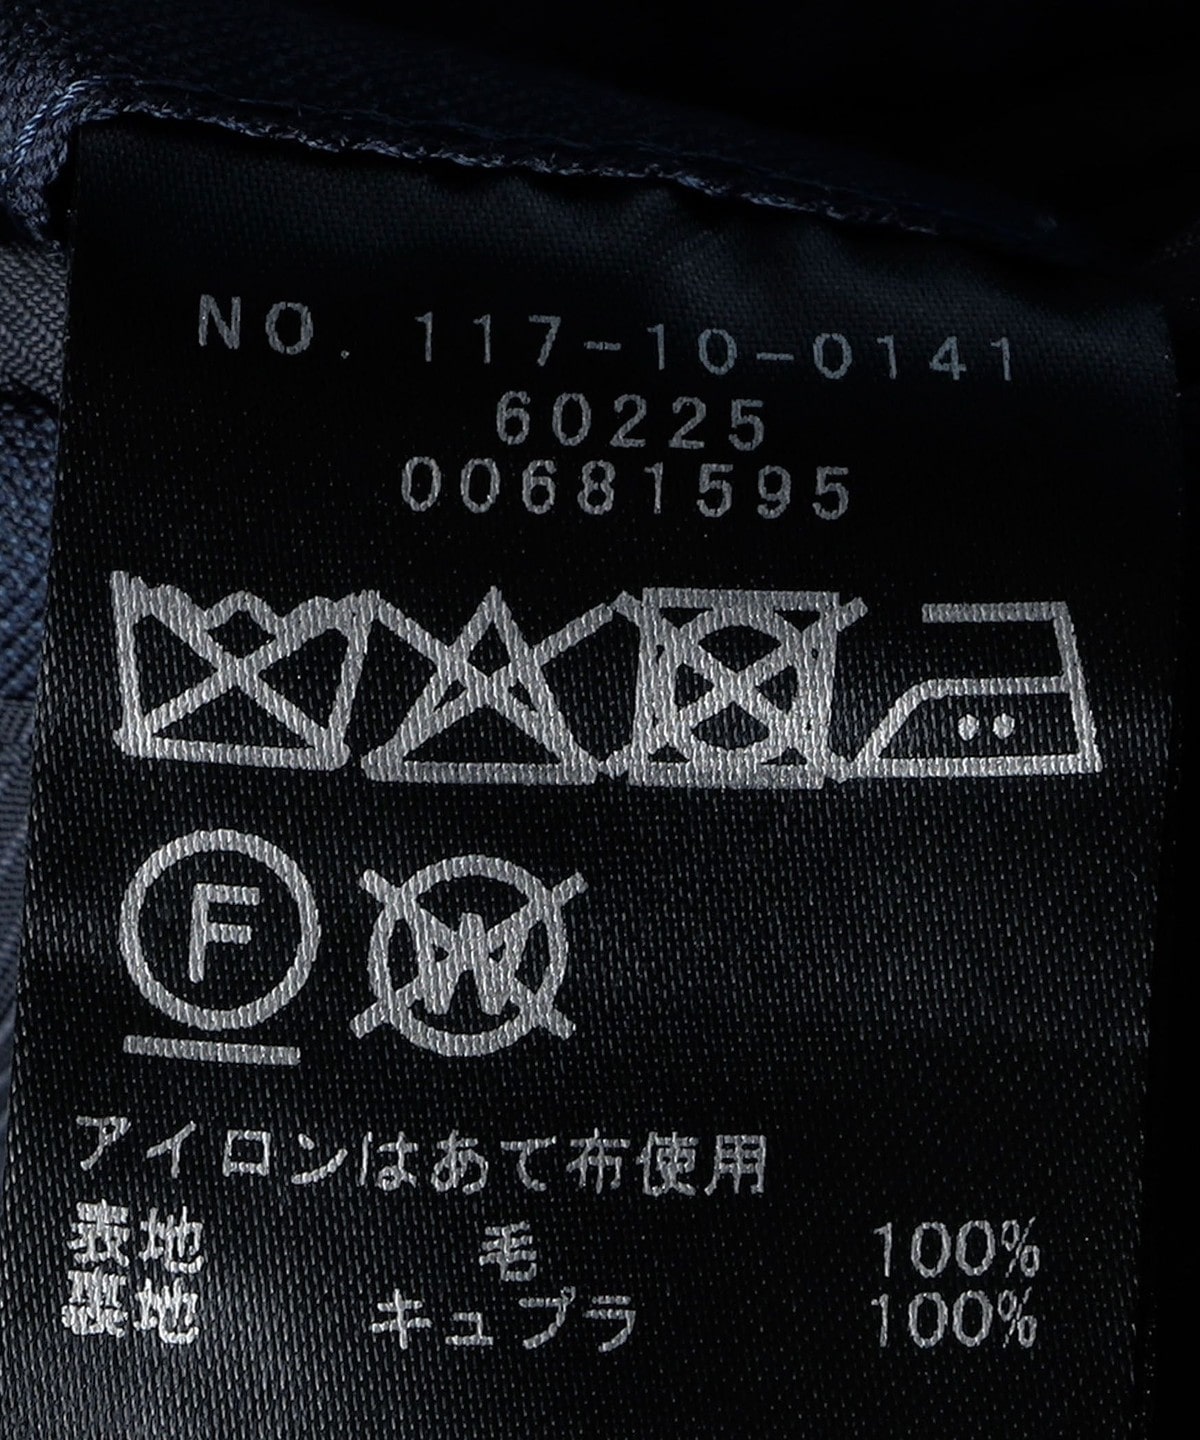 NO. 117-10-0141
60225
00681595
F
W
アイロンはあて布使用
表地 毛 100%
裏地 キュプラ 100%